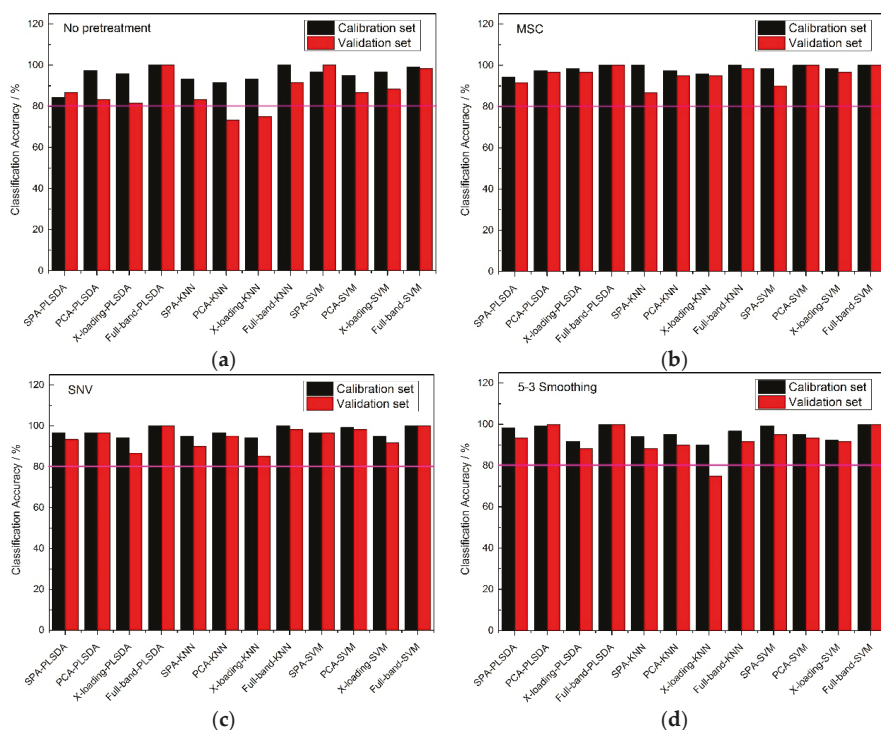 No pretreatment
Calibration set
Validation set
Classification Accuracy / %
120
100
80
60
40
20
0
SPA-PLSDA
PCA-PLSDA
X-loading-PLSDA
Full-band-PLSDA
SPA-KNN
PCA-KNN
X-loading-KNN
Full-band-KNN
SPA-SVM
PCA-SVM
X-loading-SVM
Full-band-SVM
(a)
MSC
Calibration set
Validation set
Classification Accuracy / %
120
100
80
60
40
20
0
SPA-PLSDA
PCA-PLSDA
X-loading-PLSDA
Full-band-PLSDA
SPA-KNN
PCA-KNN
X-loading-KNN
Full-band-KNN
SPA-SVM
PCA-SVM
X-loading-SVM
Full-band-SVM
(b)
SNV
Calibration set
Validation set
Classification Accuracy / %
120
100
80
60
40
20
0
SPA-PLSDA
PCA-PLSDA
X-loading-PLSDA
Full-band-PLSDA
SPA-KNN
PCA-KNN
X-loading-KNN
Full-band-KNN
SPA-SVM
PCA-SVM
X-loading-SVM
Full-band-SVM
(c)
5-3 Smoothing
Calibration set
Validation set
Classification Accuracy / %
120
100
80
60
40
20
0
SPA-PLSDA
PCA-PLSDA
X-loading-PLSDA
Full-band-PLSDA
SPA-KNN
PCA-KNN
X-loading-KNN
Full-band-KNN
SPA-SVM
PCA-SVM
X-loading-SVM
Full-band-SVM
(d)